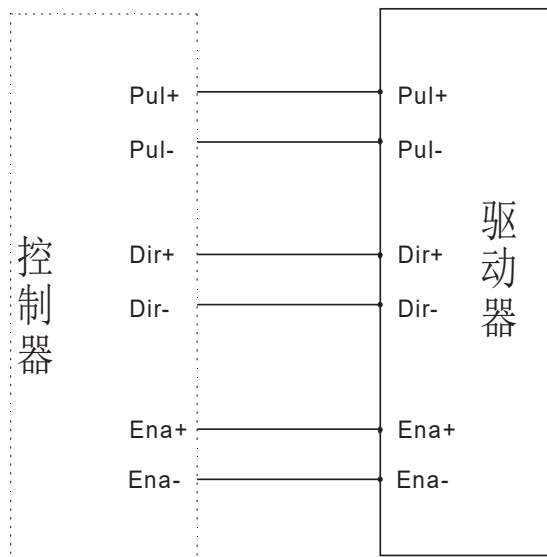 Pul+ Pul+
Pul- Pul-
Dir+ Dir+
Dir- Dir-
Ena+ Ena+
Ena- Ena-
控制器
驱动器